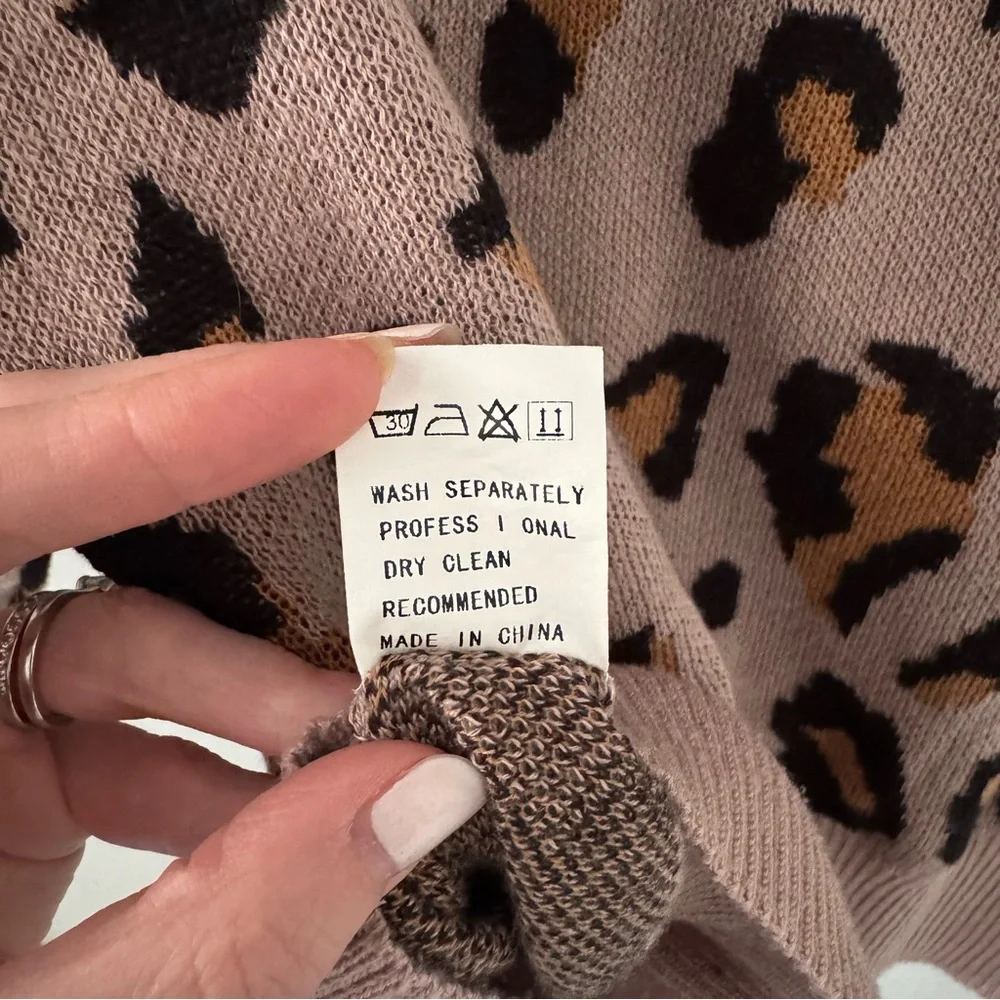 30
WASH SEPARATELY
PROFESS I ONAL
DRY CLEAN
RECOMMENDED
MADE IN CHINA